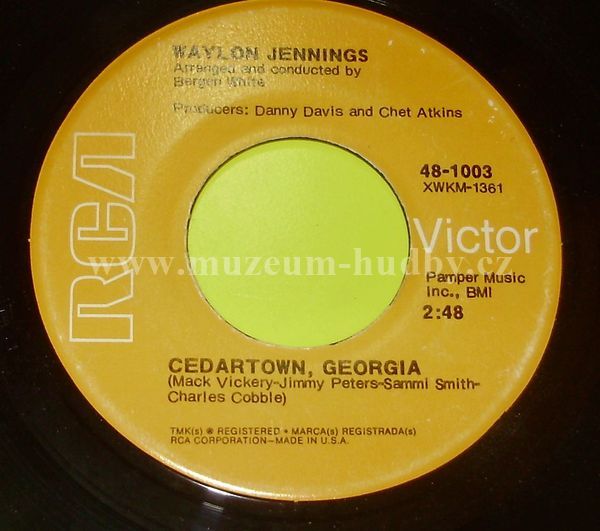 WAYLON JENNINGS
Arranged and conducted by
Bergen White
Producers: Danny Davis and Chet Atkins
RCA
48-1003
XWKM-1361
Victor
www.muzeum-hudby.cz
Pamper Music
Inc., BMI
2:48
CEDARTOWN, GEORGIA
(Mack Vickery-Jimmy Peters-Sammi Smith-
Charles Cobble)
TMK(s) ® REGISTERED • MARCA(s) REGISTRADA(s)
RCA CORPORATION-MADE IN U.S.A.